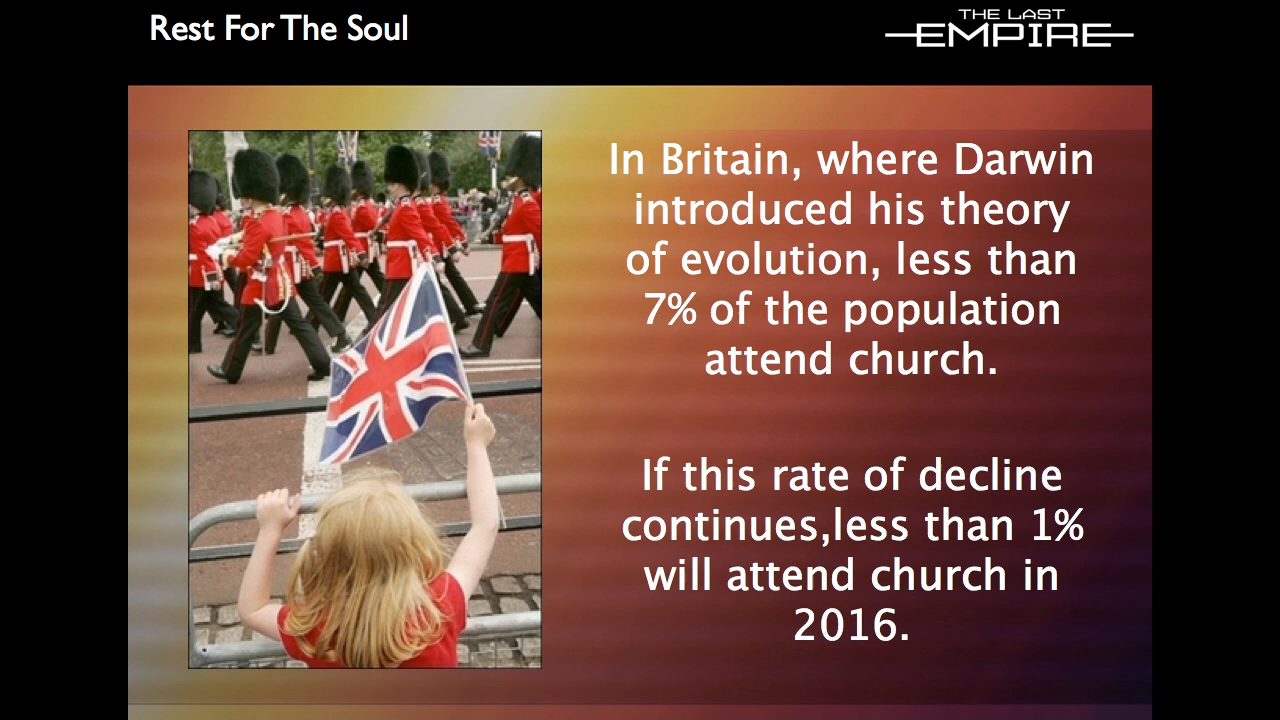 Rest For The Soul
THE LAST
EMPIRE
In Britain, where Darwin
introduced his theory
of evolution, less than
7% of the population
attend church.
If this rate of decline
continues,less than 1%
will attend church in
2016.